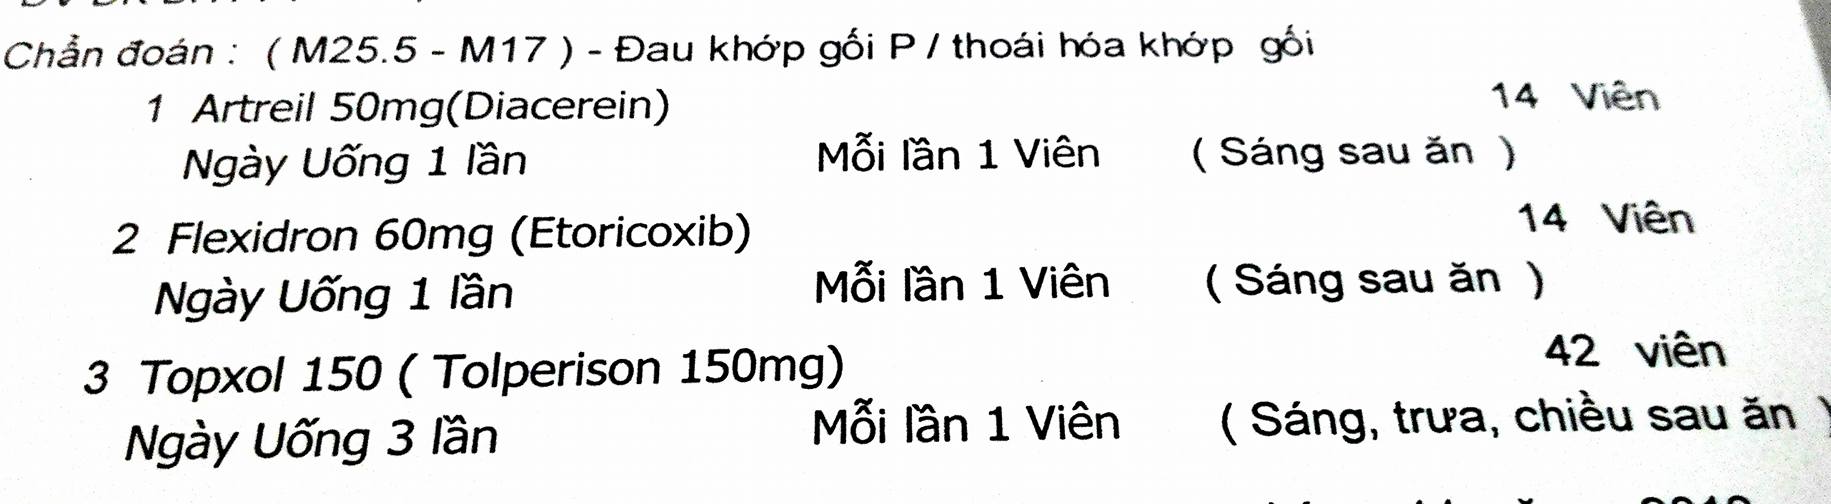 Chẩn đoán : ( M25.5 - M17 ) - Đau khớp gối P / thoái hóa khớp gối
1 Artreil 50mg(Diacerein) 14 Viên
Ngày Uống 1 lần Mỗi lần 1 Viên ( Sáng sau ăn )
2 Flexidron 60mg (Etoricoxib) 14 Viên
Ngày Uống 1 lần Mỗi lần 1 Viên ( Sáng sau ăn )
3 Topxol 150 ( Tolperison 150mg) 42 viên
Ngày Uống 3 lần Mỗi lần 1 Viên ( Sáng, trưa, chiều sau ăn )